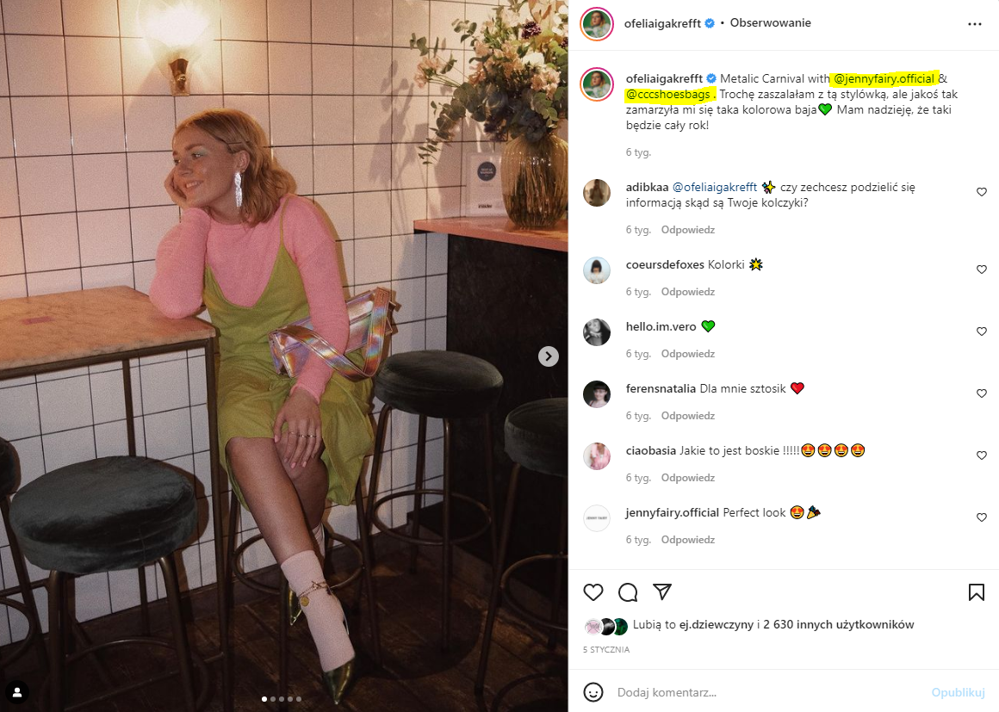 ofeliaigakrefft • Obserwowanie
ofeliaigakrefft Metalic Carnival with @jennyfairy.official &
@cccshoesbags . Trochę zaszalałam z tą stylówką, ale jakoś tak
zamarzyła mi się taka kolorowa baja💚 Mam nadzieję, że taki
będzie cały rok!
6 tyg.
adibkaa @ofeliaigakrefft ✨ czy zechcesz podzielić się
informacją skąd są Twoje kolczyki?
6 tyg. Odpowiedz
coeursdefoxes Kolorki 🌟
6 tyg. Odpowiedz
hello.im.vero 💚
6 tyg. Odpowiedz
ferensnatalia Dla mnie sztosik ❤️
6 tyg. Odpowiedz
ciaobasia Jakie to jest boskie !!!!!😍😍😍😍
6 tyg. Odpowiedz
jennyfairy.official Perfect look 😍🎉
6 tyg. Odpowiedz
Lubią to ej.dziewczyny i 2 630 innych użytkowników
5 STYCZNIA
Dodaj komentarz...
Opublikuj